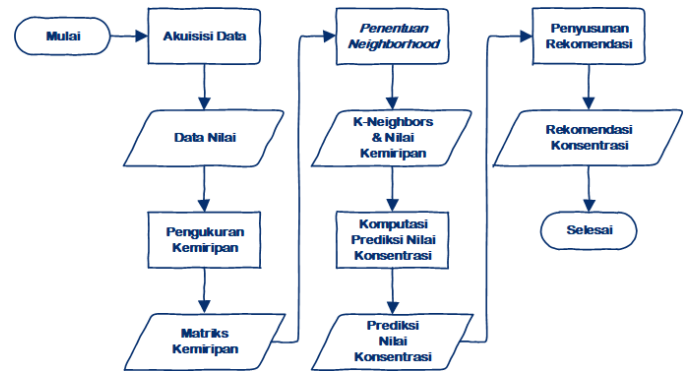 Mulai
Akuisisi Data
Data Nilai
Pengukuran
Kemiripan
Matriks
Kemiripan
Penentuan
Neighborhood
K-Neighbors
& Nilai
Kemiripan
Komputasi
Prediksi Nilai
Konsentrasi
Prediksi
Nilai
Konsentrasi
Penyusunan
Rekomendasi
Rekomendasi
Konsentrasi
Selesai